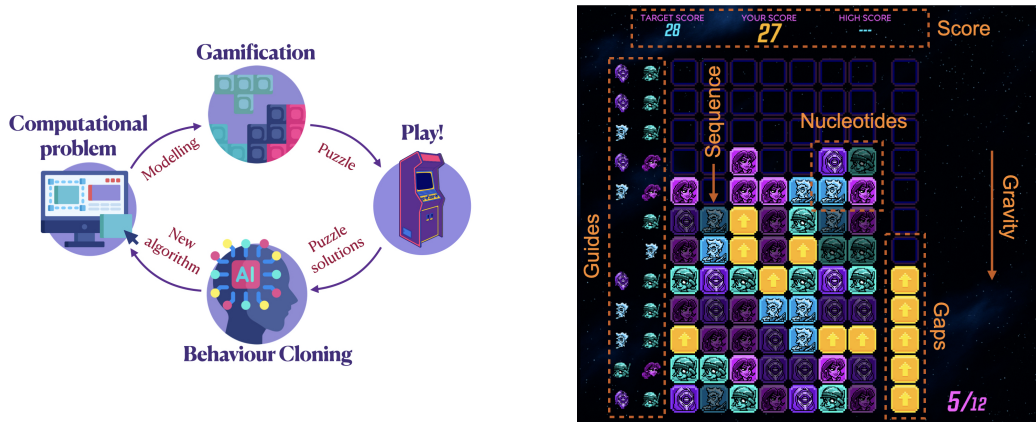 Gamification
Computational
problem
Modelling
Puzzle
Play!
New
algorithm
Puzzle
solutions
AI
Behaviour Cloning
TARGET SCORE
28
YOUR SCORE
27
HIGH SCORE
---
Score
Sequence
Nucleotides
Guides
Gravity
Gaps
5/12